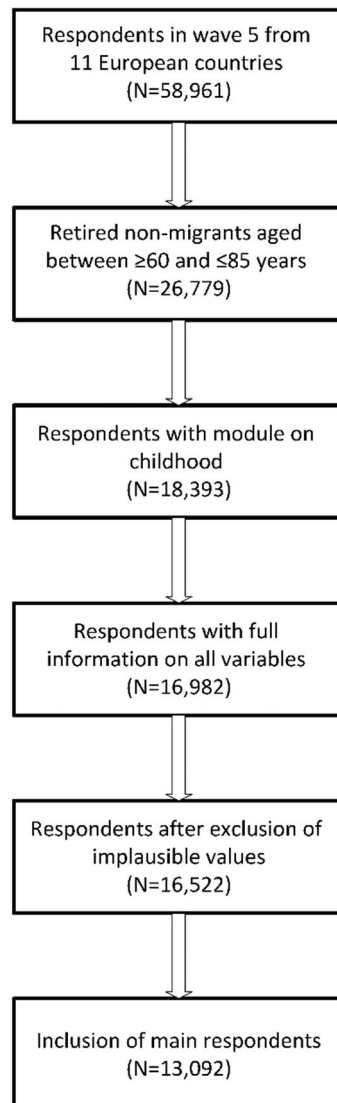 Respondents in wave 5 from
11 European countries
(N=58,961)
Retired non-migrants aged
between ≥60 and ≤85 years
(N=26,779)
Respondents with module on
childhood
(N=18,393)
Respondents with full
information on all variables
(N=16,982)
Respondents after exclusion of
implausible values
(N=16,522)
Inclusion of main respondents
(N=13,092)